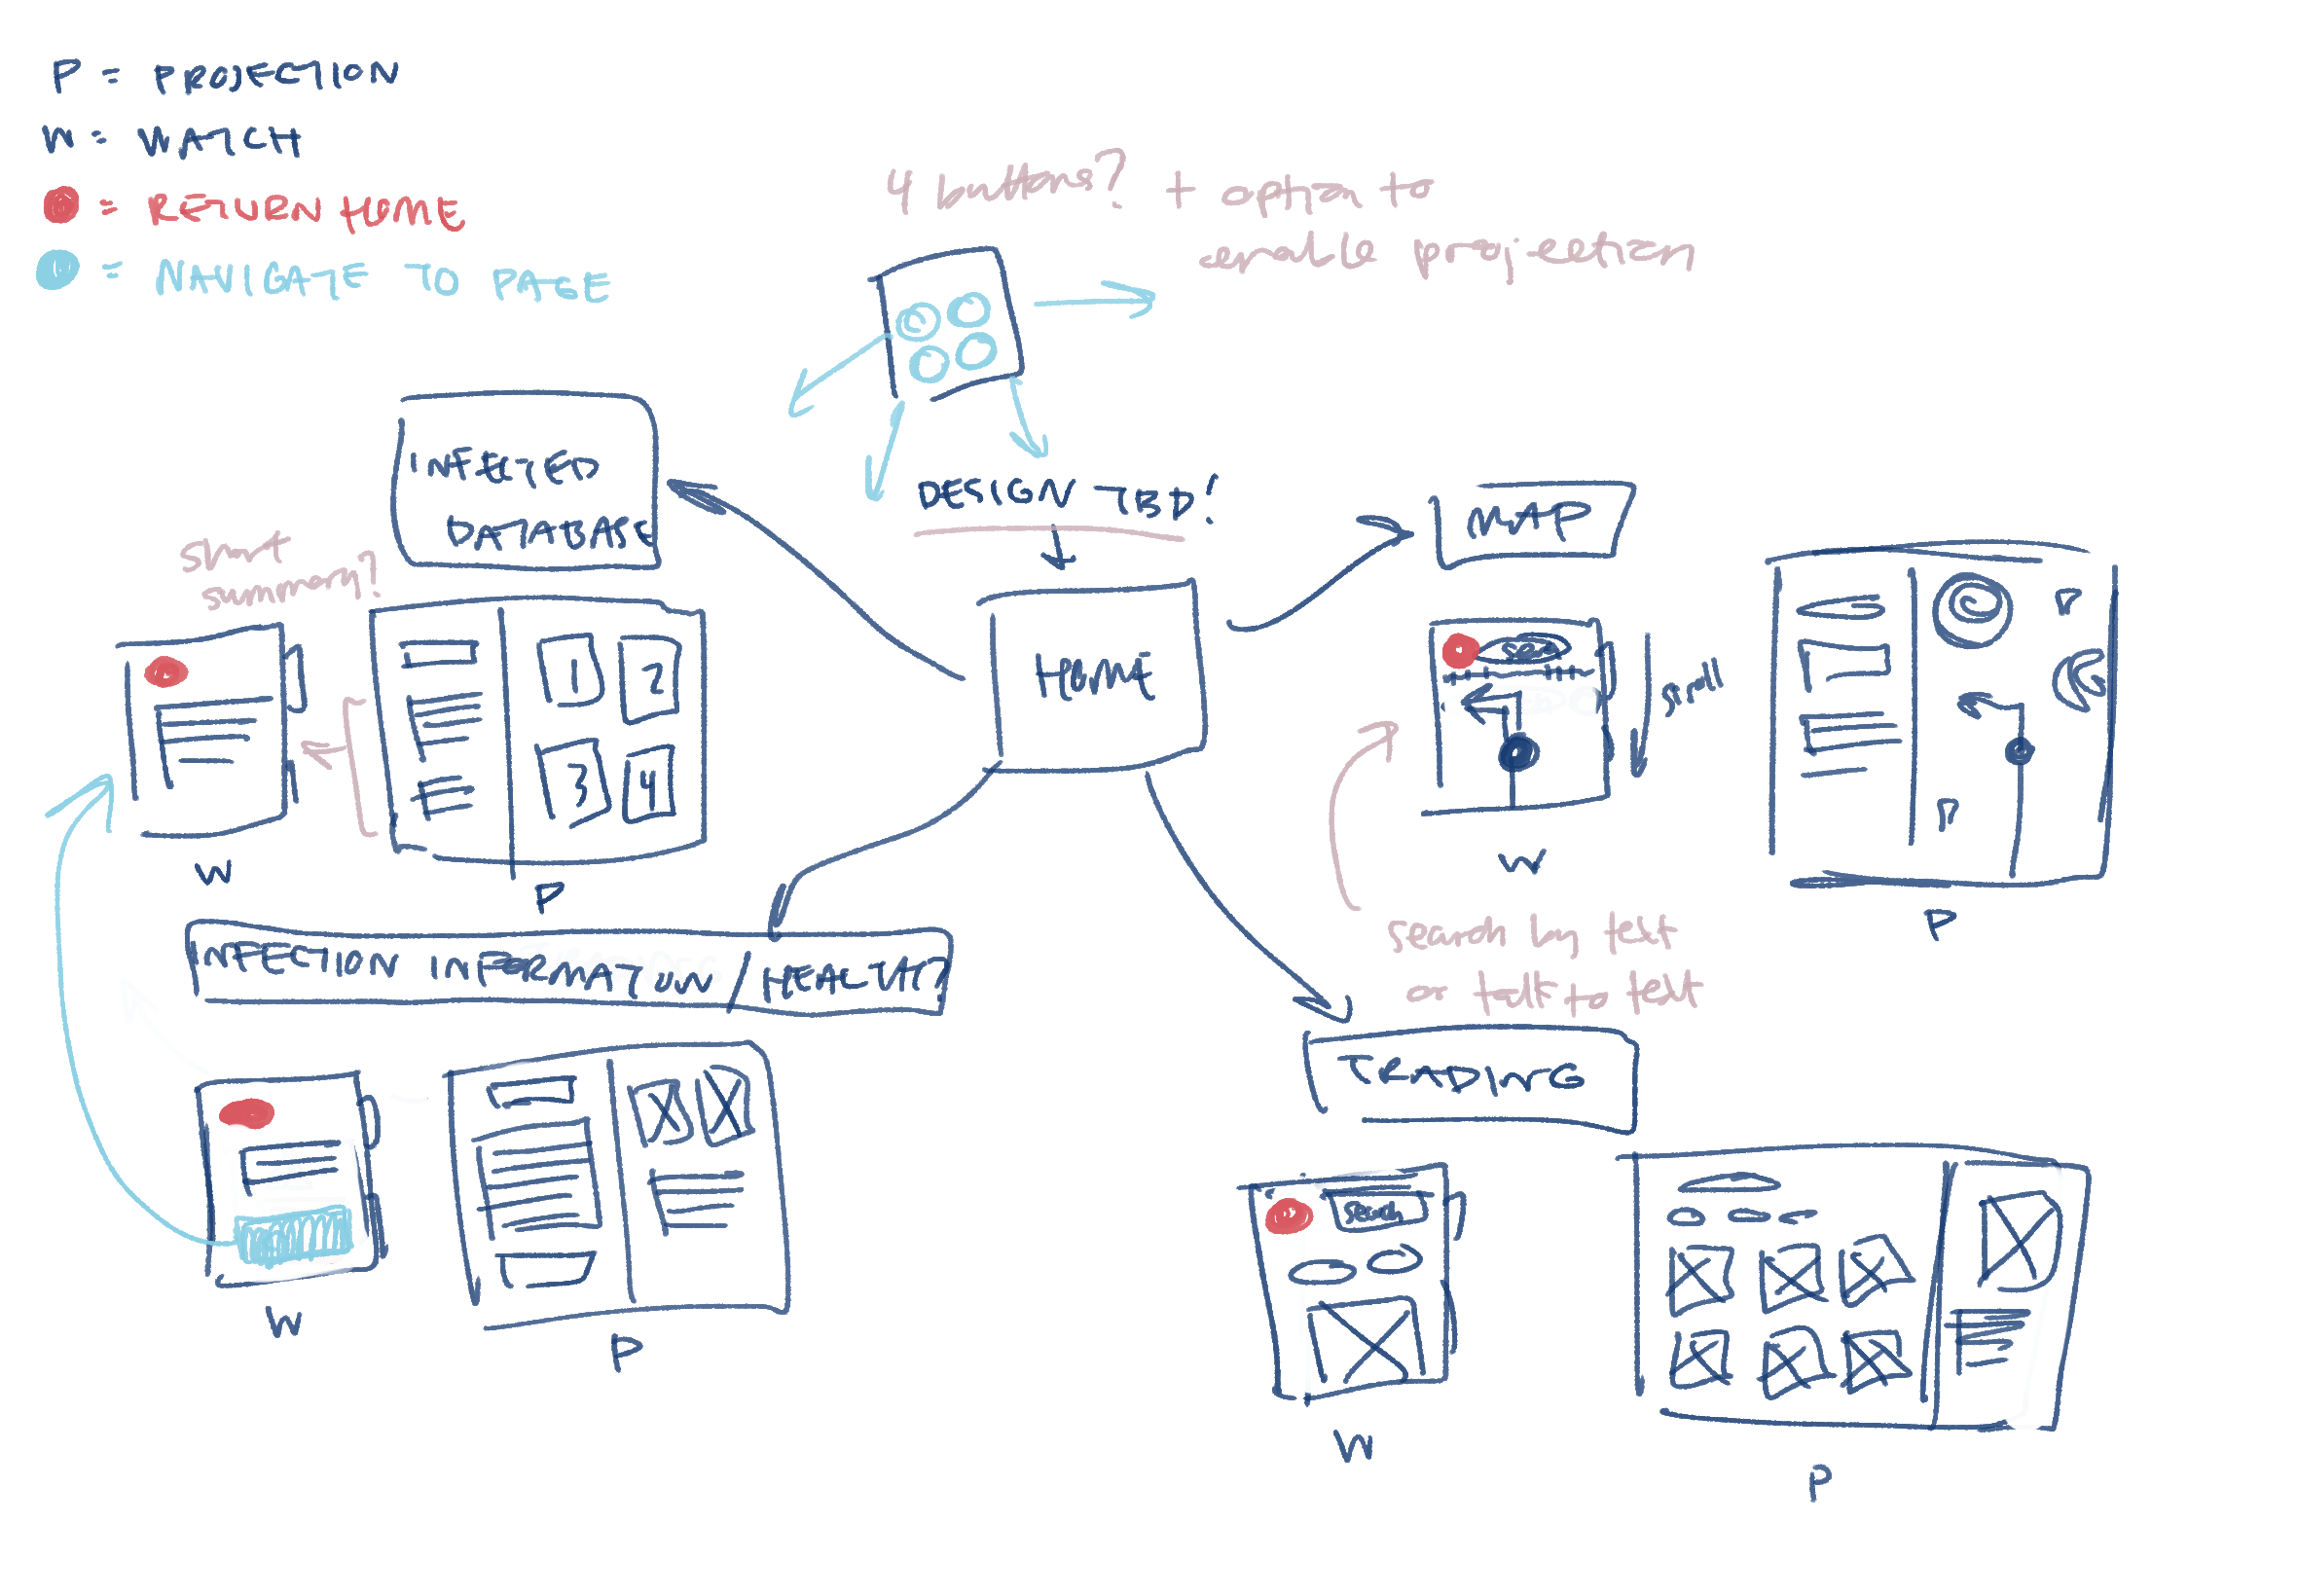 P = PROJECTION
W = WATCH
= RETURN HOME
= NAVIGATE TO PAGE
4 buttons? + option to
enable projection
DESIGN TBD!
INFECTED
DATABASE
short
summary?
1
2
3
4
W
P
HOME
MAP
sear
scroll
W
P
search by text
or talk to text
INFECTION INFORMATION / HEALTH?
W
P
TRADING
search
W
P